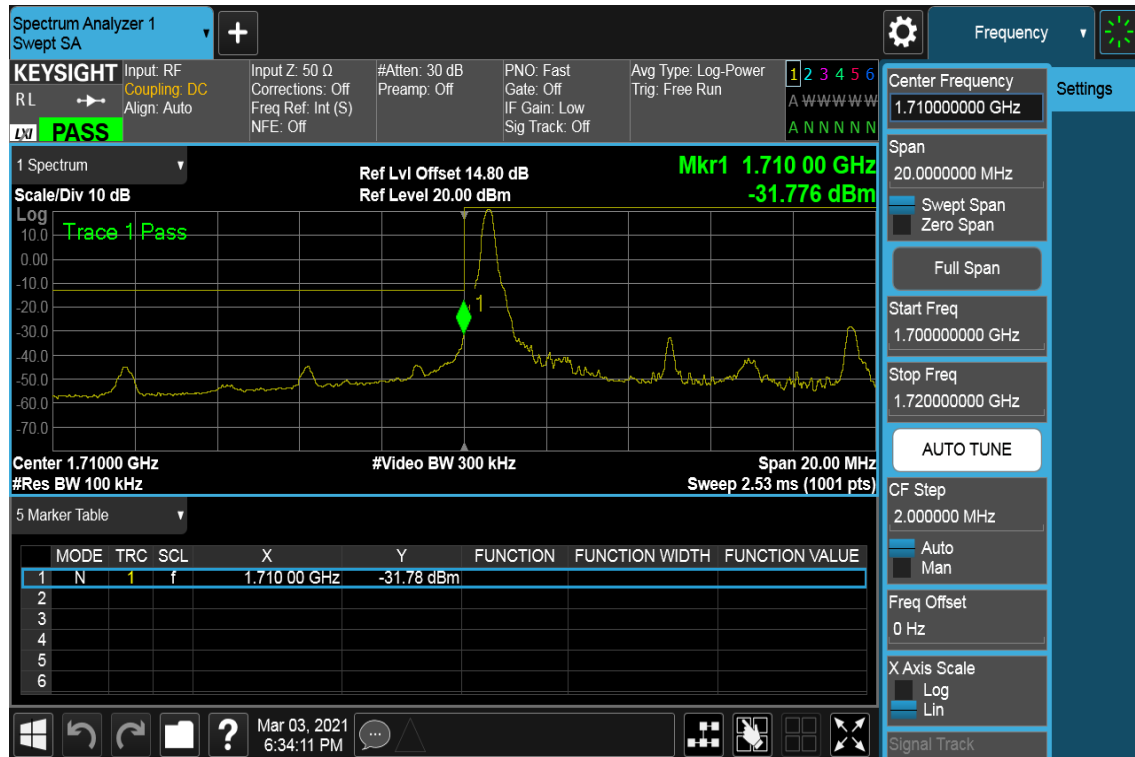 Spectrum Analyzer 1
Swept SA
Frequency
KEYSIGHT
R L
LXI PASS
Input: RF
Coupling: DC
Align: Auto
Input Z: 50 Ω
Corrections: Off
Freq Ref: Int (S)
NFE: Off
#Atten: 30 dB
Preamp: Off
PNO: Fast
Gate: Off
IF Gain: Low
Sig Track: Off
Avg Type: Log-Power
Trig: Free Run
1 2 3 4 5 6
A W W W W W
A N N N N N
1 Spectrum
Scale/Div 10 dB
Ref Lvl Offset 14.80 dB
Ref Level 20.00 dBm
Mkr1 1.710 00 GHz
-31.776 dBm
Log
Trace 1 Pass
10.0
0.00
-10.0
-20.0
-30.0
-40.0
-50.0
-60.0
-70.0
1
Center 1.71000 GHz
#Video BW 300 kHz
Span 20.00 MHz
#Res BW 100 kHz
Sweep 2.53 ms (1001 pts)
5 Marker Table
MODE TRC SCL X Y FUNCTION FUNCTION WIDTH FUNCTION VALUE
1 N 1 f 1.710 00 GHz -31.78 dBm
2
3
4
5
6
Mar 03, 2021
6:34:11 PM
Center Frequency
1.710000000 GHz
Span
20.0000000 MHz
Swept Span
Zero Span
Full Span
Start Freq
1.700000000 GHz
Stop Freq
1.720000000 GHz
AUTO TUNE
CF Step
2.000000 MHz
Auto
Man
Freq Offset
0 Hz
X Axis Scale
Log
Lin
Signal Track
Settings